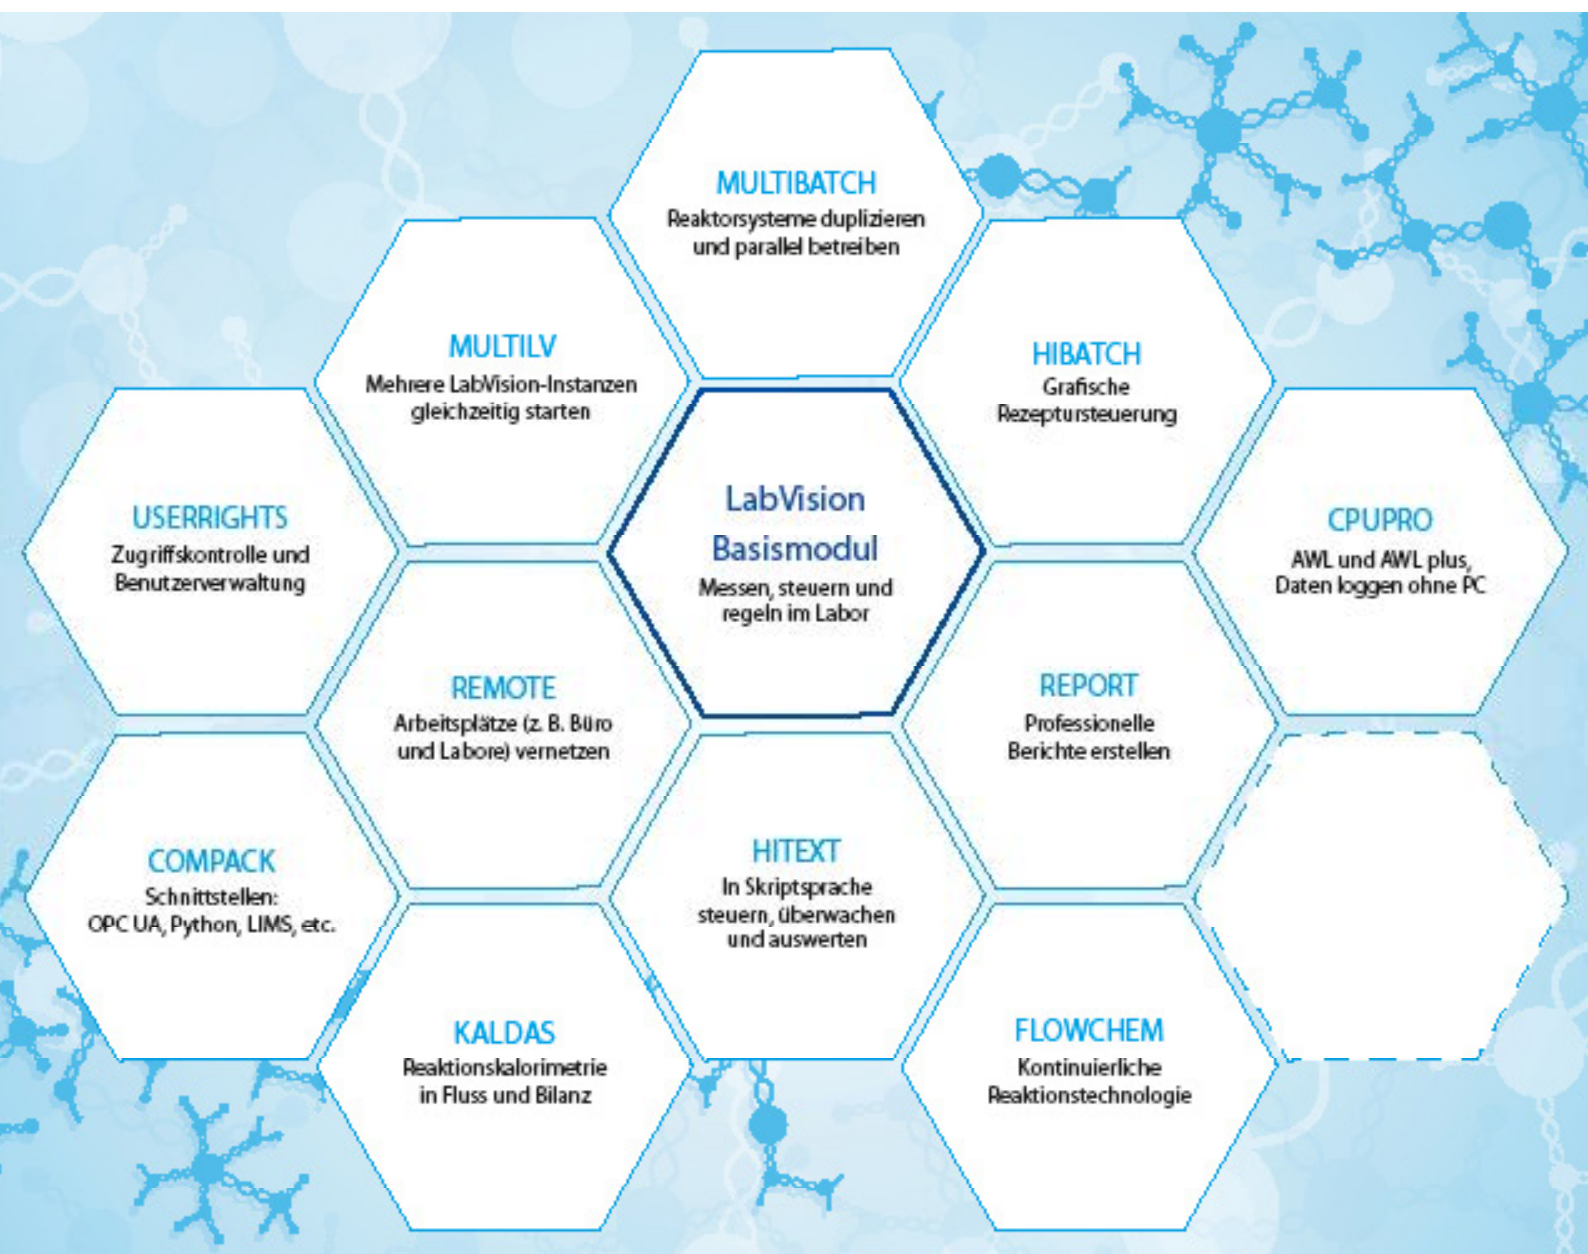 MULTIBATCH
Reaktorsysteme duplizieren
und parallel betreiben
MULTILV
Mehrere LabVision-Instanzen
gleichzeitig starten
HIBATCH
Grafische
Rezeptursteuerung
USERRIGHTS
Zugriffskontrolle und
Benutzerverwaltung
LabVision
Basismodul
Messen, steuern und
regeln im Labor
CPUPRO
AWL und AWL plus,
Daten loggen ohne PC
REMOTE
Arbeitsplätze (z. B. Büro
und Labore) vernetzen
REPORT
Professionelle
Berichte erstellen
COMPACK
Schnittstellen:
OPC UA, Python, LIMS, etc.
HITEXT
In Skriptsprache
steuern, überwachen
und auswerten
KALDAS
Reaktionskalorimetrie
in Fluss und Bilanz
FLOWCHEM
Kontinuierliche
Reaktionstechnologie